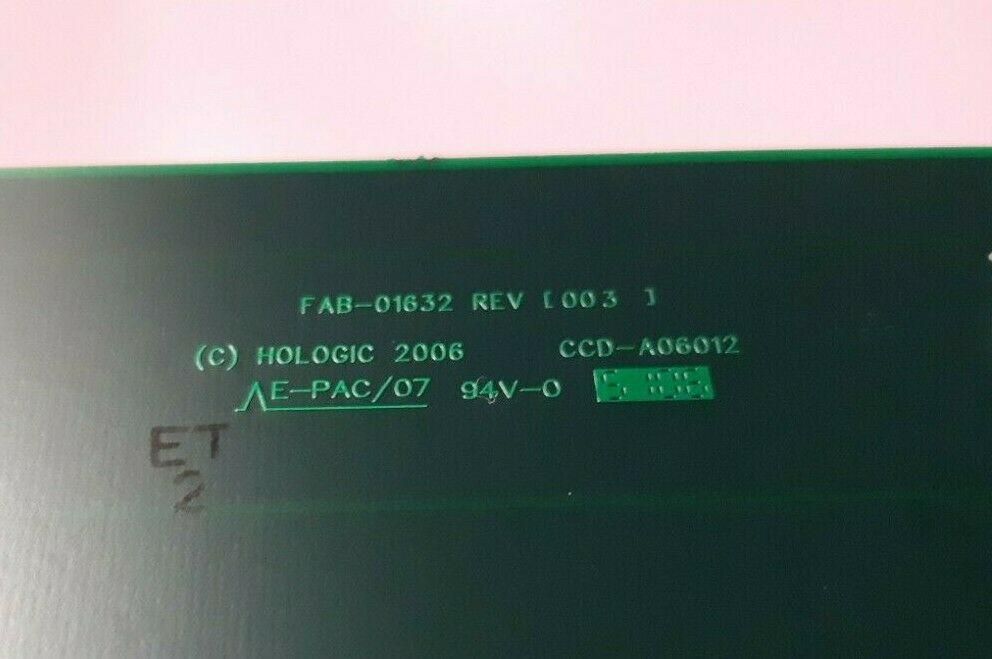 FAB-01632 REV [003 ]
(C) HOLOGIC 2006 CCD-A06012
E-PAC/07 94V-0
ET
2